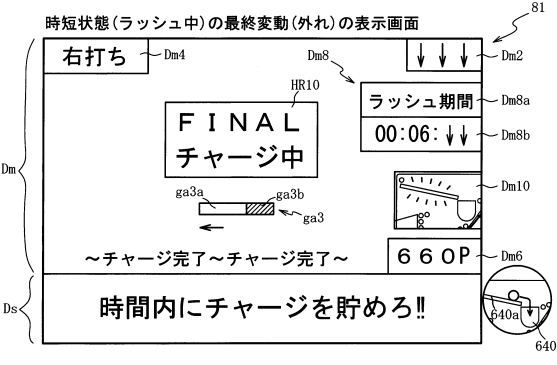 時短状態(ラッシュ中)の最終変動(外れ)の表示画面
81
右打ち
Dm4
↓ ↓ ↓
Dm2
Dm8
HR10
FINAL
チャージ中
ラッシュ期間
Dm8a
00:06:↓↓
Dm8b
Dm
ga3a
ga3b
ga3
Dm10
~チャージ完了~チャージ完了~
660P
Dm6
Ds
時間内にチャージを貯めろ!!
640a
640